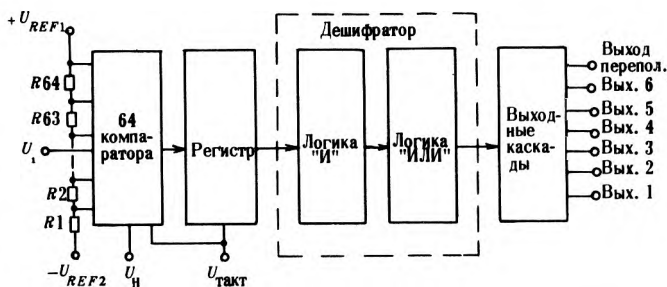 +U_REF1
R64
R63
U_1
R2
R1
−U_REF2
64
компа-
ратора
U_H
Регистр
U_такт
Дешифратор
Логика
"И"
Логика
"ИЛИ"
Выход-
ные
каска-
ды
Выход
перепол.
Вых. 6
Вых. 5
Вых. 4
Вых. 3
Вых. 2
Вых. 1